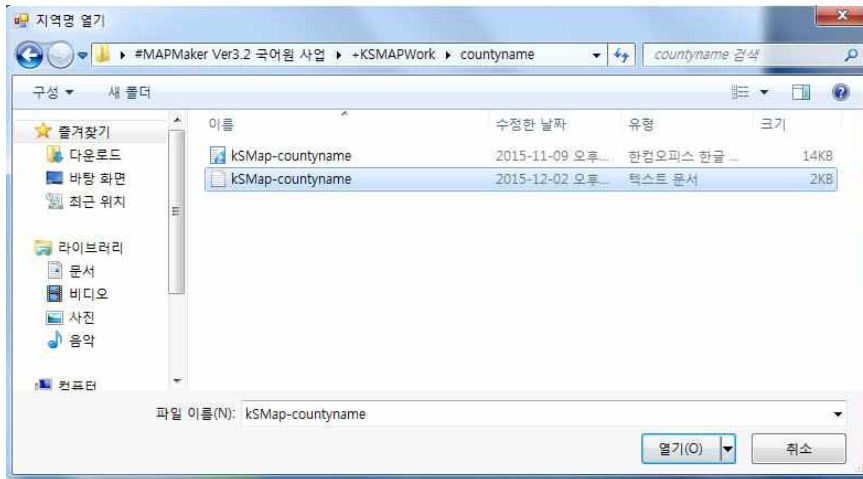 지역명 열기
#MAPMaker Ver3.2 국어원 사업 +KSMAPWork countyname countyname 검색
구성 새 폴더
이름 수정한 날짜 유형 크기
즐겨찾기
다운로드
바탕 화면
최근 위치
라이브러리
문서
비디오
사진
음악
컴퓨터
kSMap-countyname 2015-11-09 오후... 한컴오피스 한글 ... 14KB
kSMap-countyname 2015-12-02 오후... 텍스트 문서 2KB
파일 이름(N): kSMap-countyname
열기(O) 취소